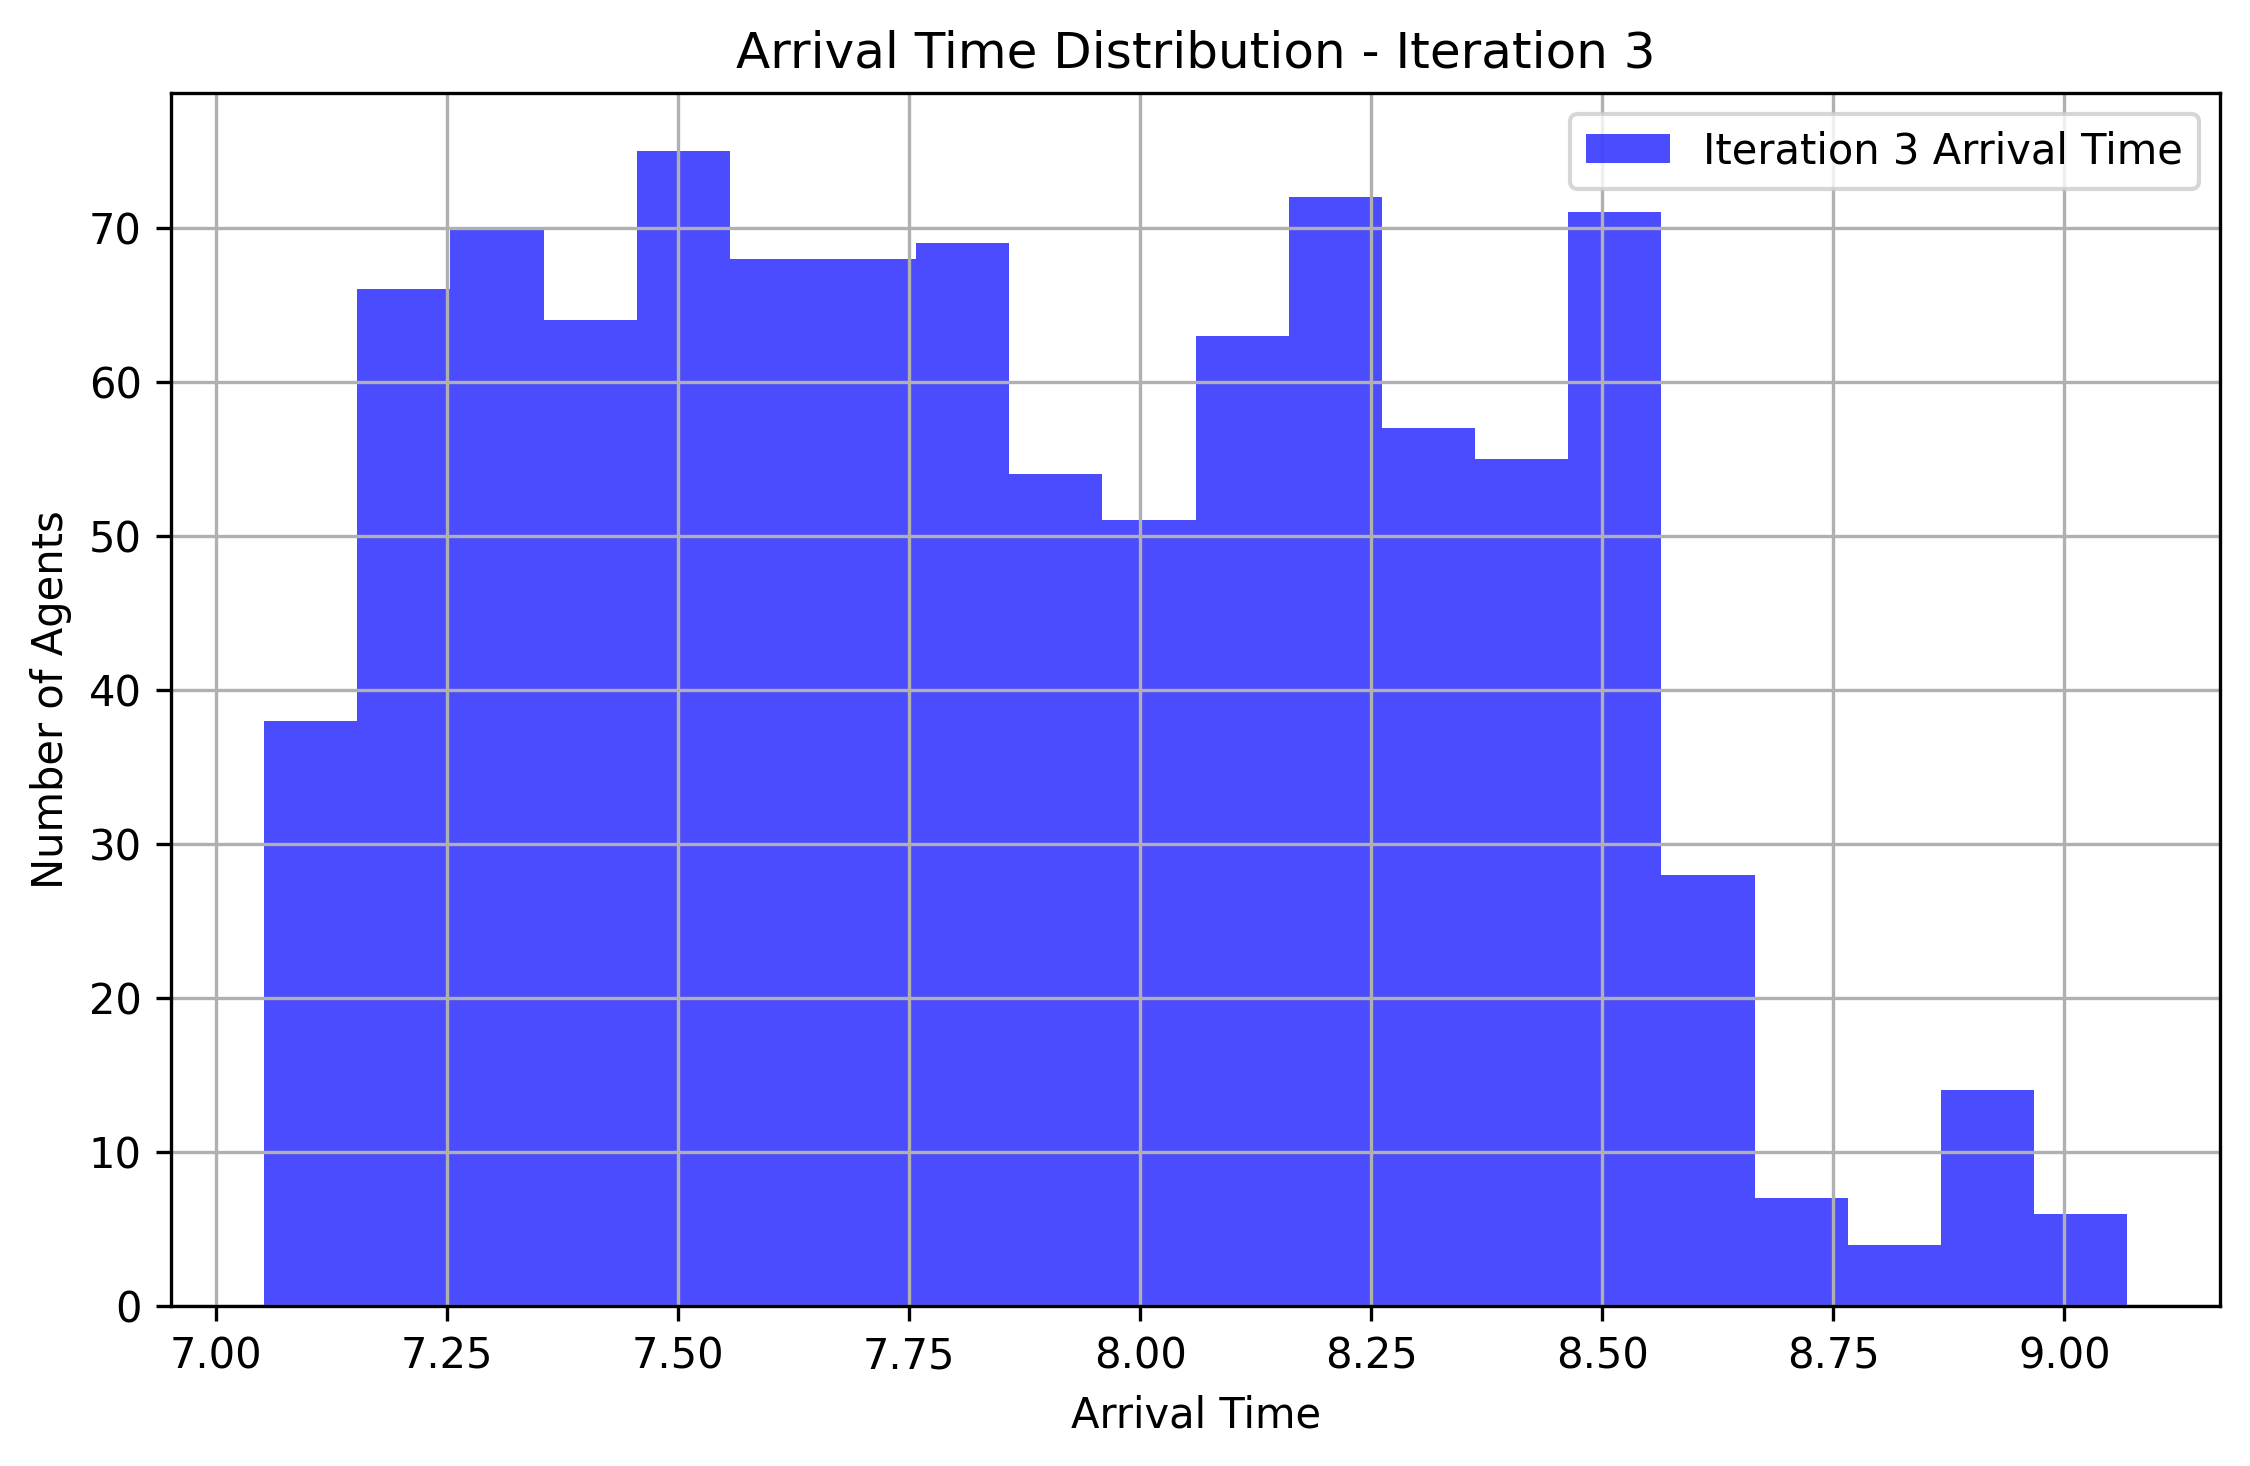 Arrival Time Distribution - Iteration 3
Iteration 3 Arrival Time
Number of Agents
70
60
50
40
30
20
10
0
7.00 7.25 7.50 7.75 8.00 8.25 8.50 8.75 9.00
Arrival Time